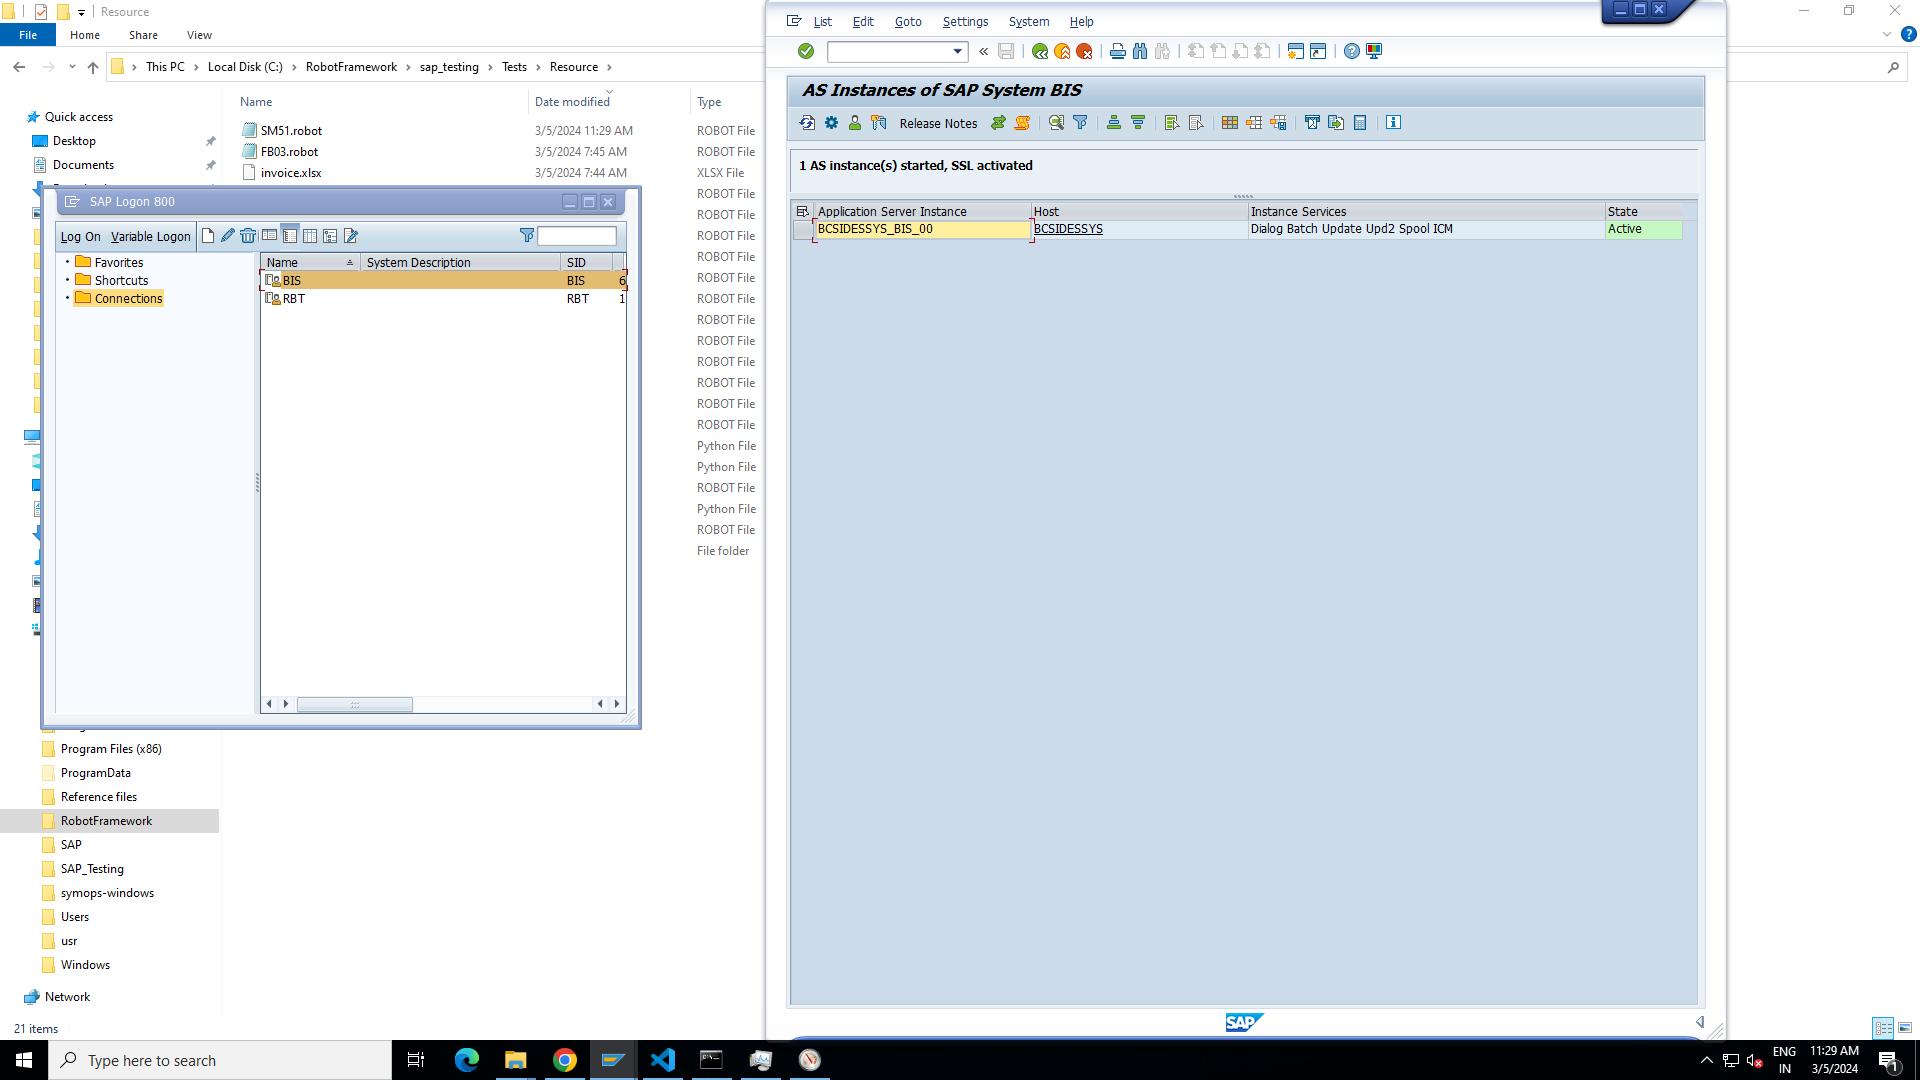 Resource
File Home Share View
This PC Local Disk (C:) RobotFramework sap_testing Tests Resource
Name Date modified Type
Quick access
Desktop
Documents
SM51.robot 3/5/2024 11:29 AM ROBOT File
FB03.robot 3/5/2024 7:45 AM ROBOT File
invoice.xlsx 3/5/2024 7:44 AM XLSX File
ROBOT File
ROBOT File
ROBOT File
ROBOT File
ROBOT File
ROBOT File
ROBOT File
ROBOT File
ROBOT File
ROBOT File
ROBOT File
ROBOT File
Python File
Python File
ROBOT File
Python File
ROBOT File
File folder
SAP Logon 800
Log On Variable Logon
Favorites
Shortcuts
Connections
Name System Description SID
BIS BIS 6
RBT RBT 1
Program Files (x86)
ProgramData
Reference files
RobotFramework
SAP
SAP_Testing
symops-windows
Users
usr
Windows
Network
21 items
List Edit Goto Settings System Help
AS Instances of SAP System BIS
Release Notes
1 AS instance(s) started, SSL activated
Application Server Instance Host Instance Services State
BCSIDESSYS_BIS_00 BCSIDESSYS Dialog Batch Update Upd2 Spool ICM Active
SAP
Type here to search
ENG
IN
11:29 AM
3/5/2024
1